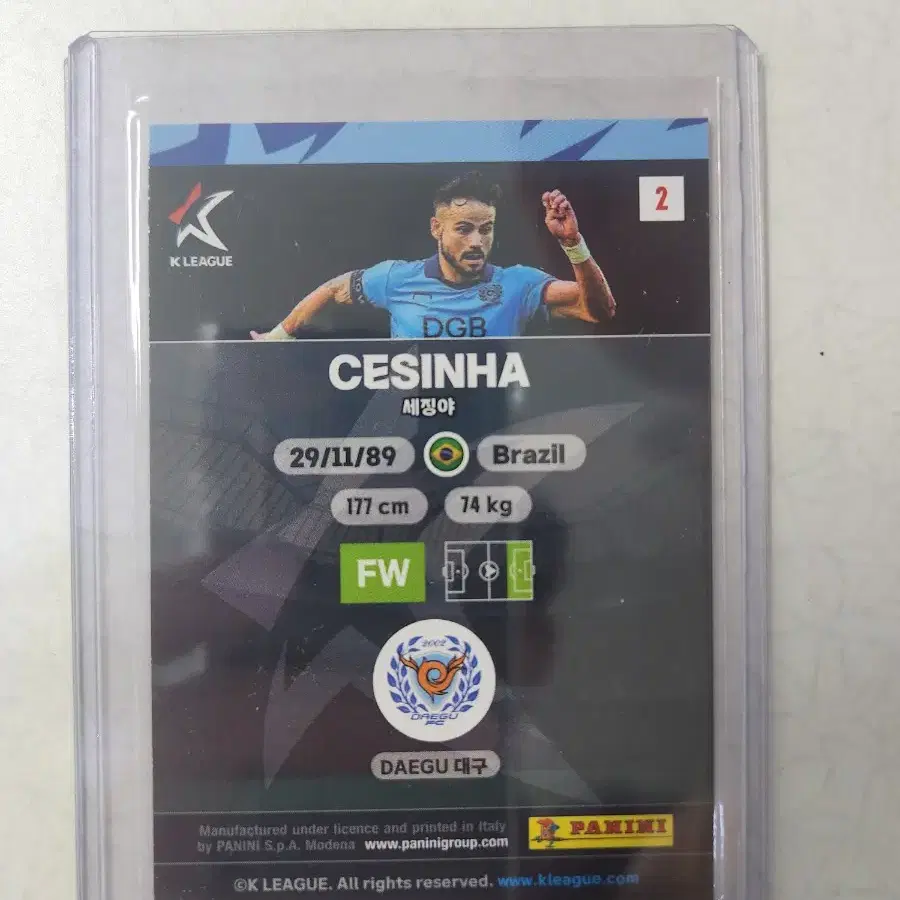 2
K LEAGUE
DGB
CESINHA
세징야
29/11/89 Brazil
177 cm 74 kg
FW
2002
DAEGU
FC
DAEGU 대구
Manufactured under licence and printed in Italy
by PANINI S.p.A. Modena www.paninigroup.com
PANINI
©K LEAGUE. All rights reserved. www.kleague.com